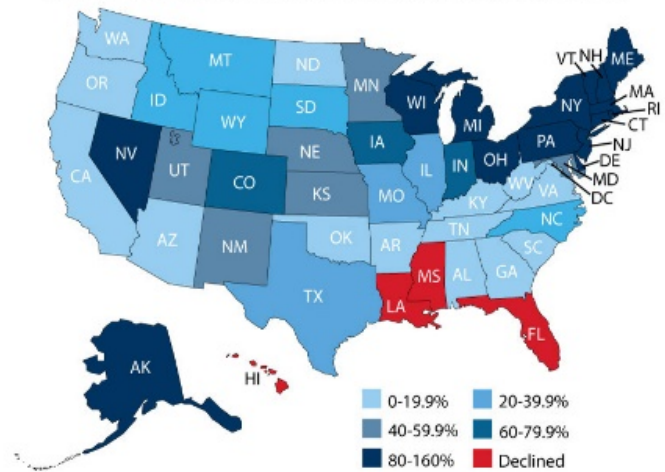 WA
OR
CA
NV
ID
MT
WY
UT
CO
AZ
NM
ND
SD
NE
KS
OK
TX
MN
IA
MO
AR
LA
WI
IL
MI
IN
OH
KY
TN
MS
AL
GA
FL
SC
NC
VA
WV
PA
NY
VT
NH
ME
MA
RI
CT
NJ
DE
MD
DC
AK
HI
0-19.9%
20-39.9%
40-59.9%
60-79.9%
80-160%
Declined